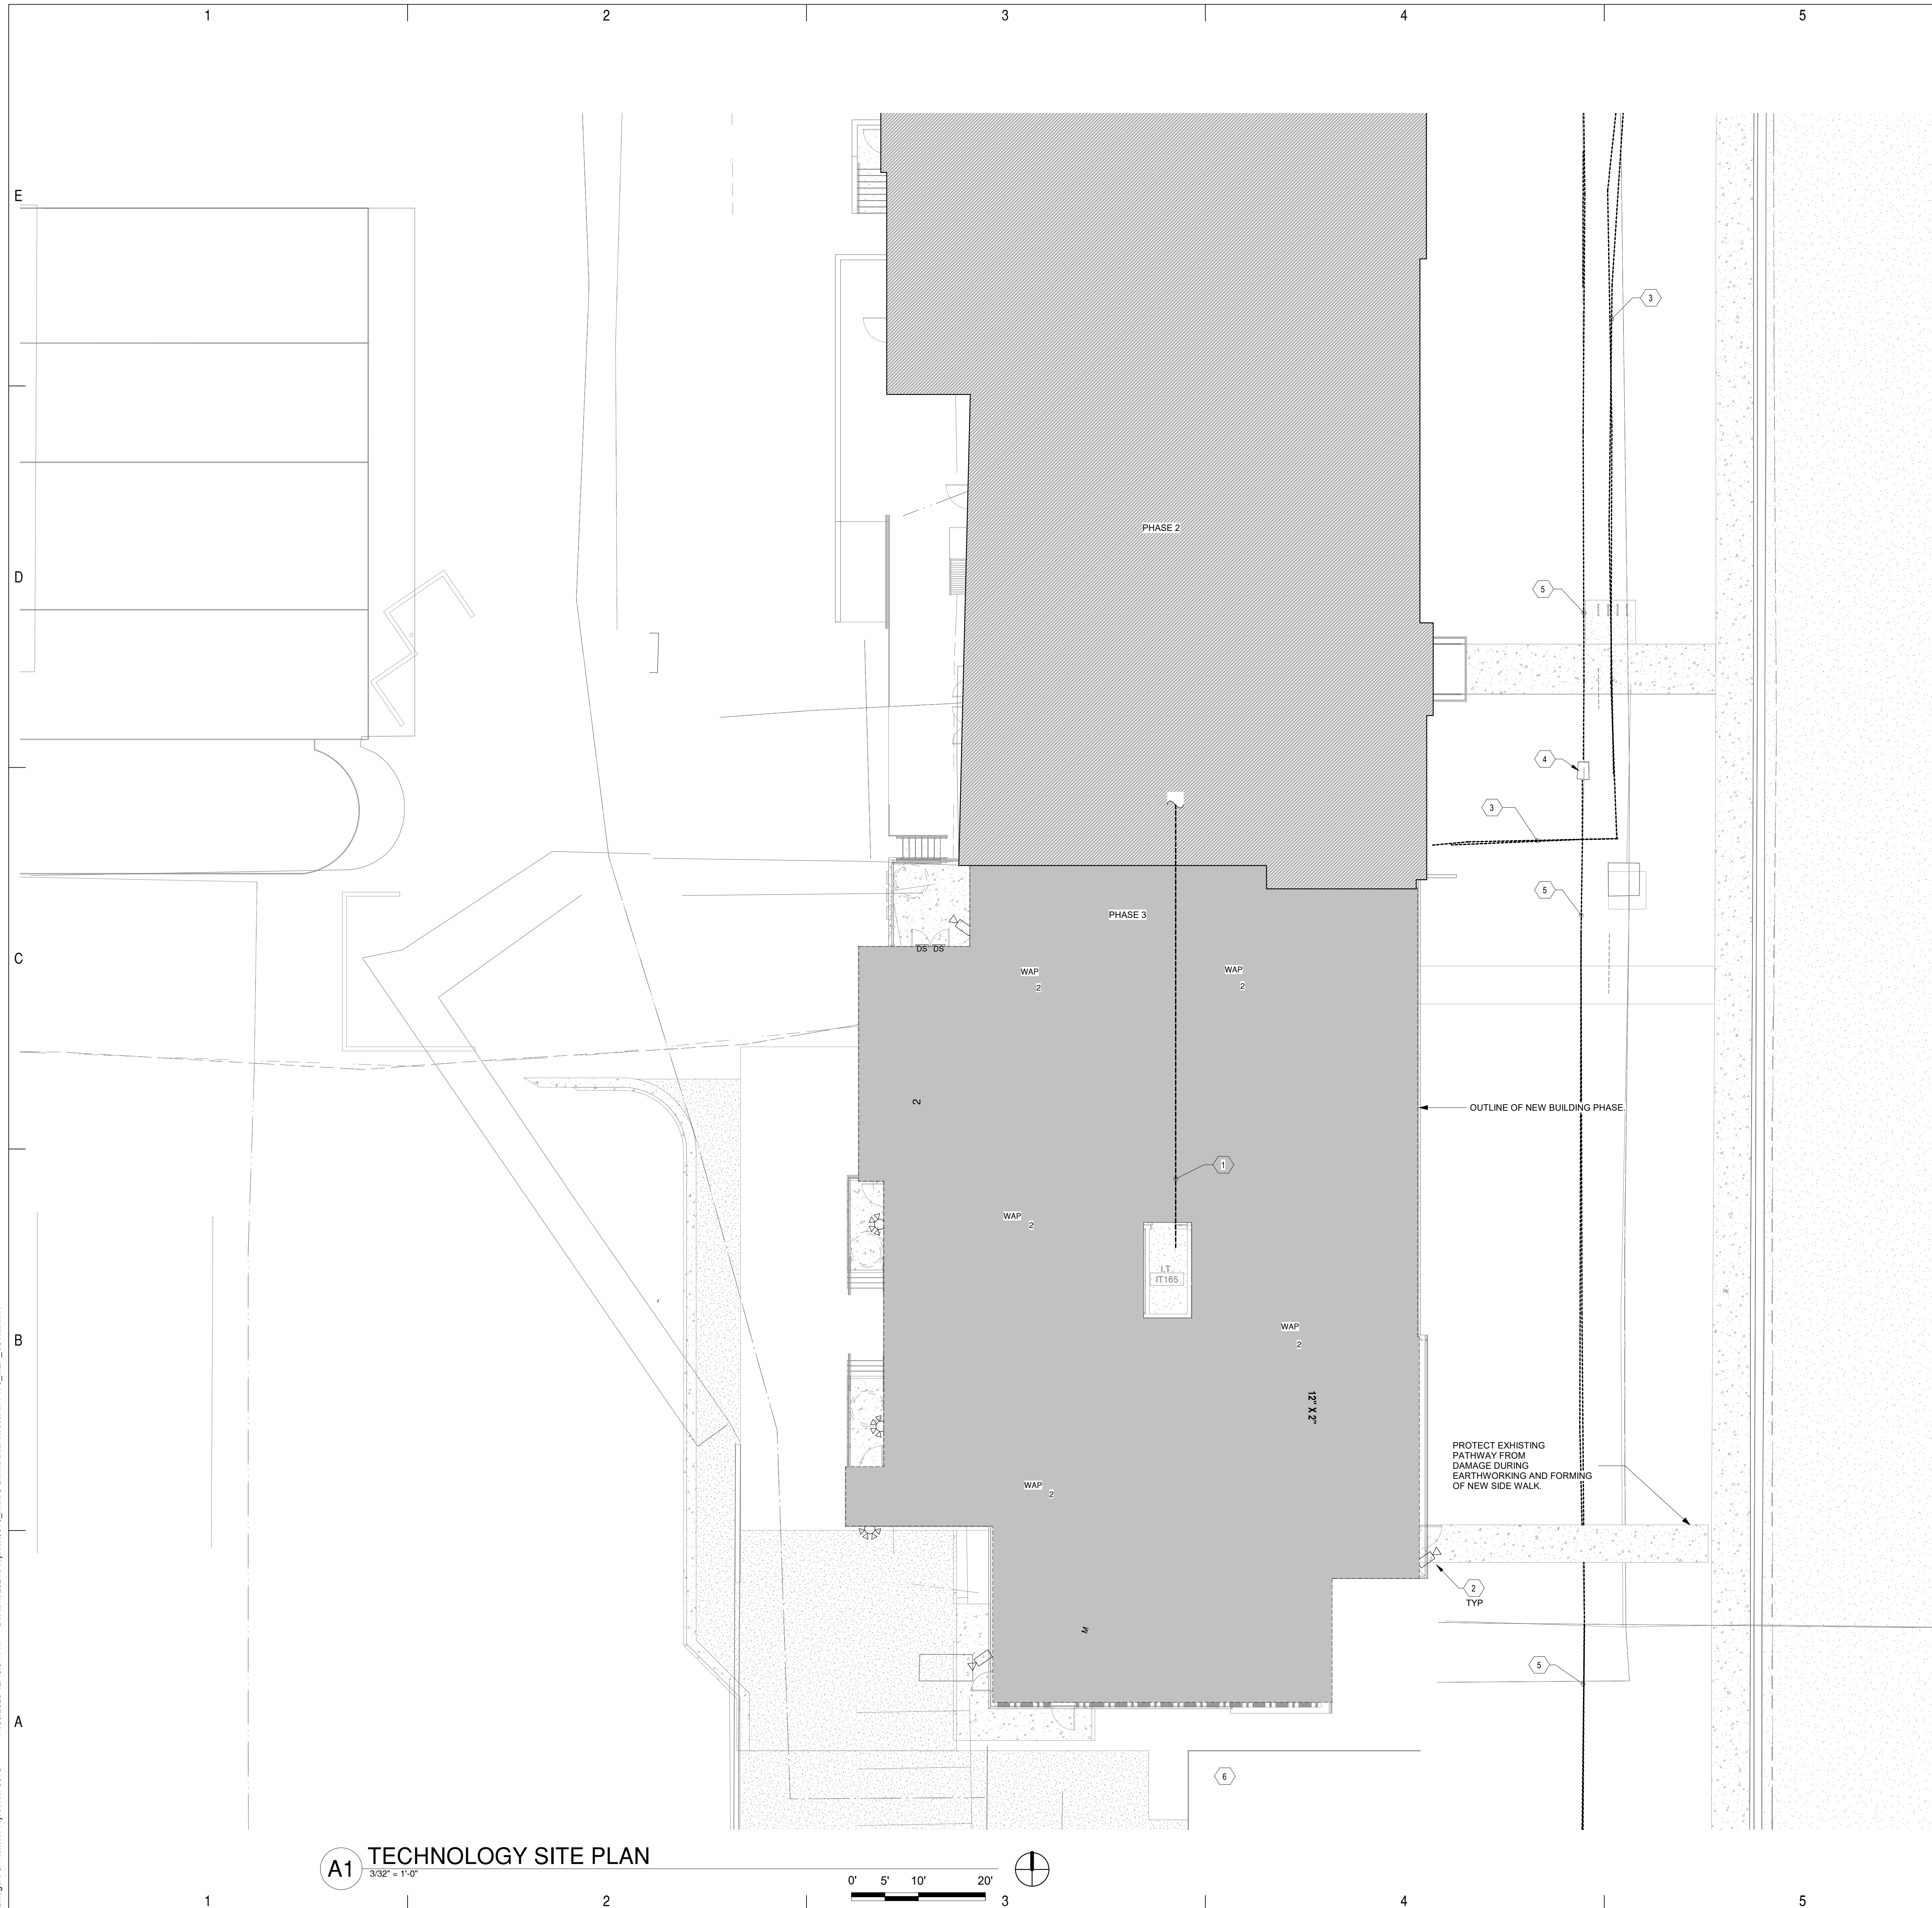 1 2 3 4 5
E
3
PHASE 2
D
5
4
3
5
PHASE 3
DS DS
C
WAP
2
WAP
2
2
OUTLINE OF NEW BUILDING PHASE.
1
WAP
2
I.T.
IT165
WAP
2
B
12" X 2"
PROTECT EXHISTING
PATHWAY FROM
DAMAGE DURING
EARTHWORKING AND FORMING
OF NEW SIDE WALK.
WAP
2
2
TYP
M
5
A
6
A1 TECHNOLOGY SITE PLAN
3/32" = 1'-0"
0' 5' 10' 20'
1 2 3 4 5